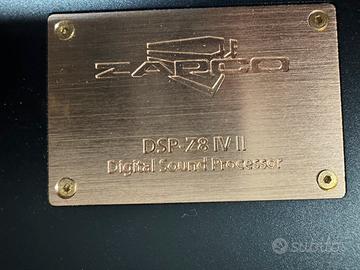 ZAPCO
DSP-Z8 IV II
Digital Sound Processor
subito